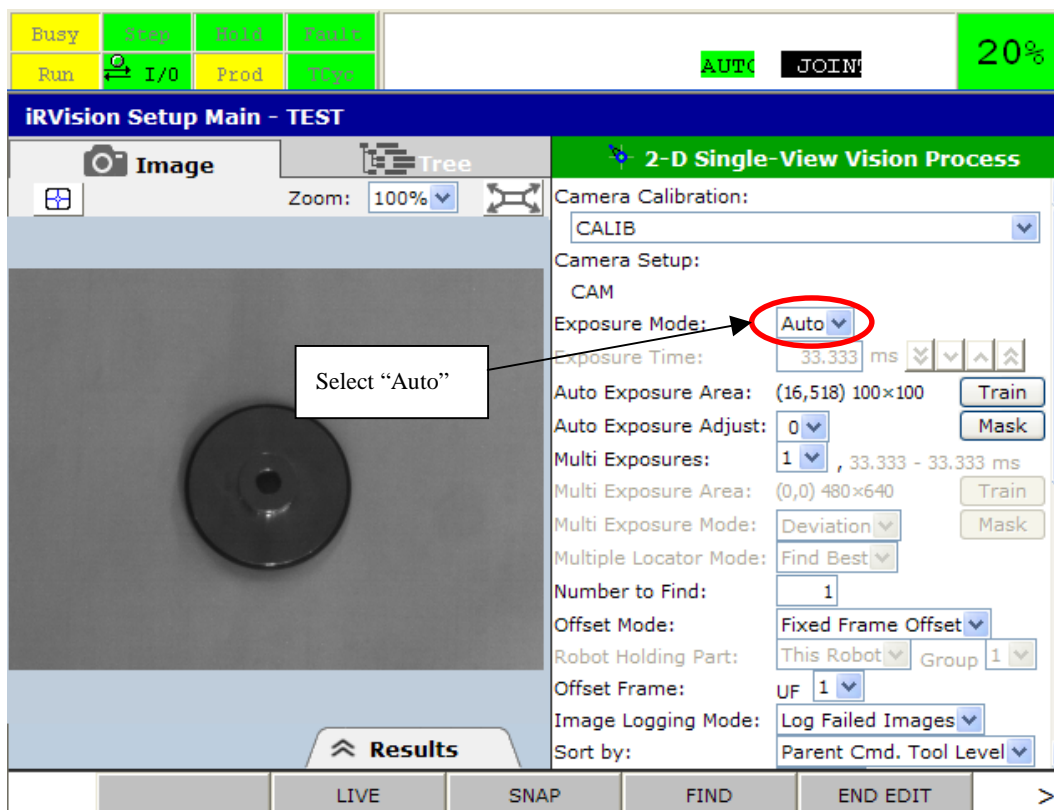 Busy Step Hold Fault
Run I/O Prod TCyc AUTO JOINT 20%
iRVision Setup Main - TEST
Image Tree
2-D Single-View Vision Process
Zoom: 100%
Camera Calibration:
CALIB
Camera Setup:
CAM
Exposure Mode: Auto
Select “Auto”
Exposure Time: 33.333 ms
Auto Exposure Area: (16,518) 100×100 Train
Auto Exposure Adjust: 0 Mask
Multi Exposures: 1 , 33.333 - 33.333 ms
Multi Exposure Area: (0,0) 480×640 Train
Multi Exposure Mode: Deviation Mask
Multiple Locator Mode: Find Best
Number to Find: 1
Offset Mode: Fixed Frame Offset
Robot Holding Part: This Robot Group 1
Offset Frame: UF 1
Image Logging Mode: Log Failed Images
Results
Sort by: Parent Cmd. Tool Level
LIVE SNAP FIND END EDIT >